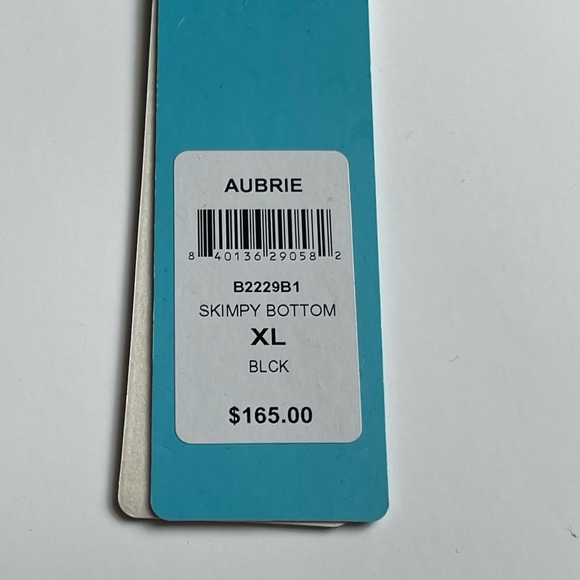 AUBRIE
8 40136 29058 2
B2229B1
SKIMPY BOTTOM
XL
BLCK
$165.00